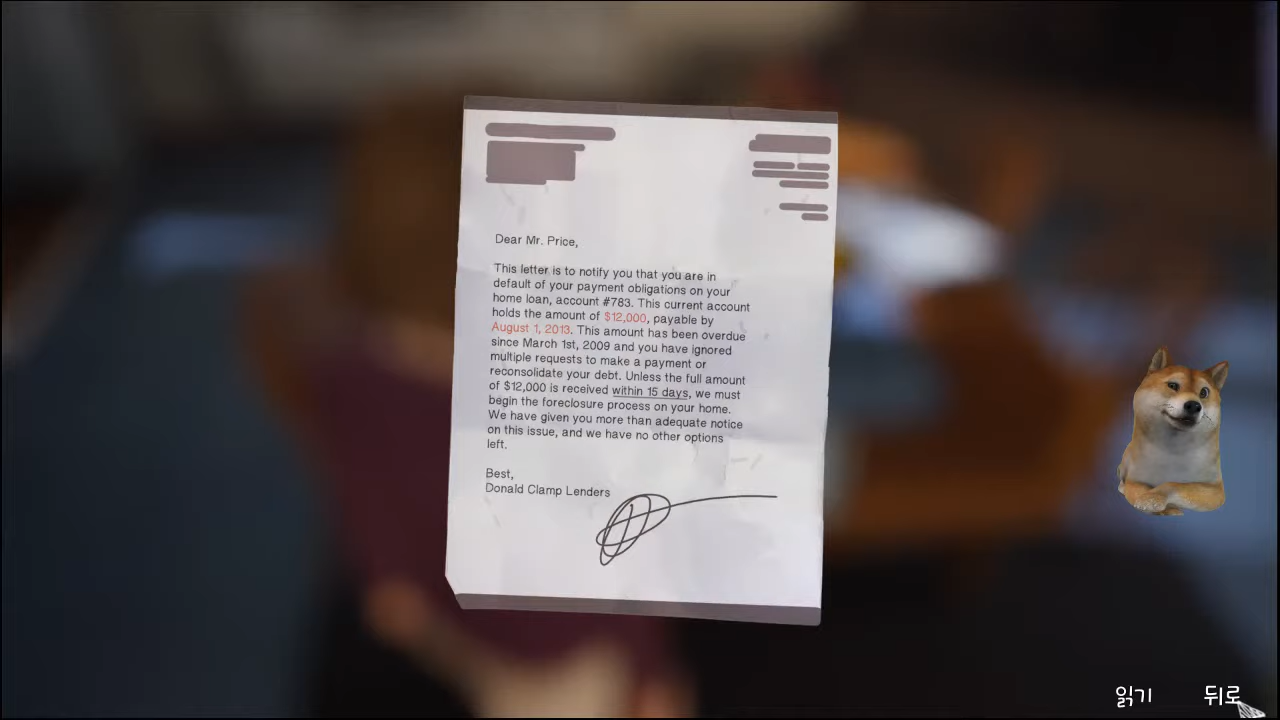 Dear Mr. Price,
This letter is to notify you that you are in
default of your payment obligations on your
home loan, account #783. This current account
holds the amount of $12,000, payable by
August 1, 2013. This amount has been overdue
since March 1st, 2009 and you have ignored
multiple requests to make a payment or
reconsolidate your debt. Unless the full amount
of $12,000 is received within 15 days, we must
begin the foreclosure process on your home.
We have given you more than adequate notice
on this issue, and we have no other options
left.
Best,
Donald Clamp Lenders
읽기 뒤로